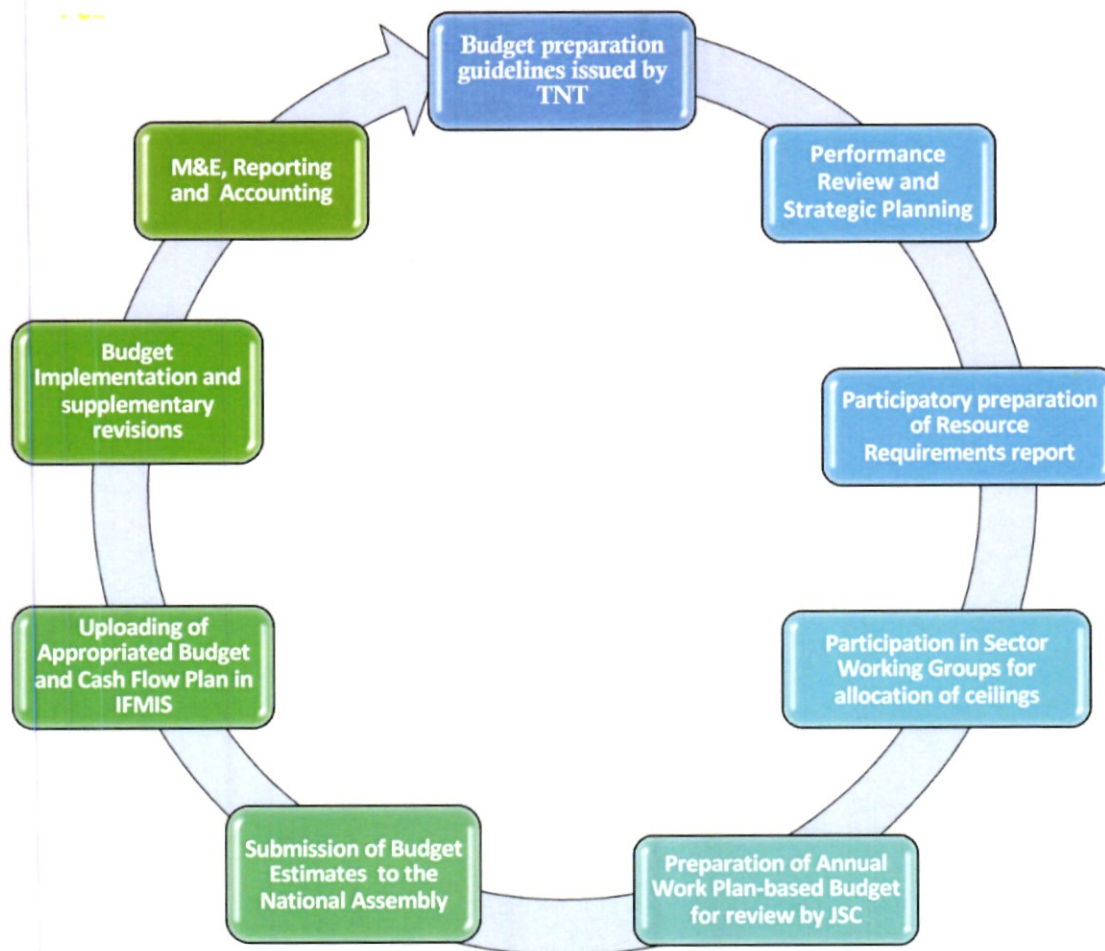 Budget preparation
guidelines issued by
TNT
Performance
Review and
Strategic Planning
Participatory preparation
of Resource
Requirements report
Participation in Sector
Working Groups for
allocation of ceilings
Preparation of Annual
Work Plan-based Budget
for review by JSC
Submission of Budget
Estimates to the
National Assembly
Uploading of
Appropriated Budget
and Cash Flow Plan in
IFMIS
Budget
Implementation and
supplementary
revisions
M&E, Reporting
and Accounting